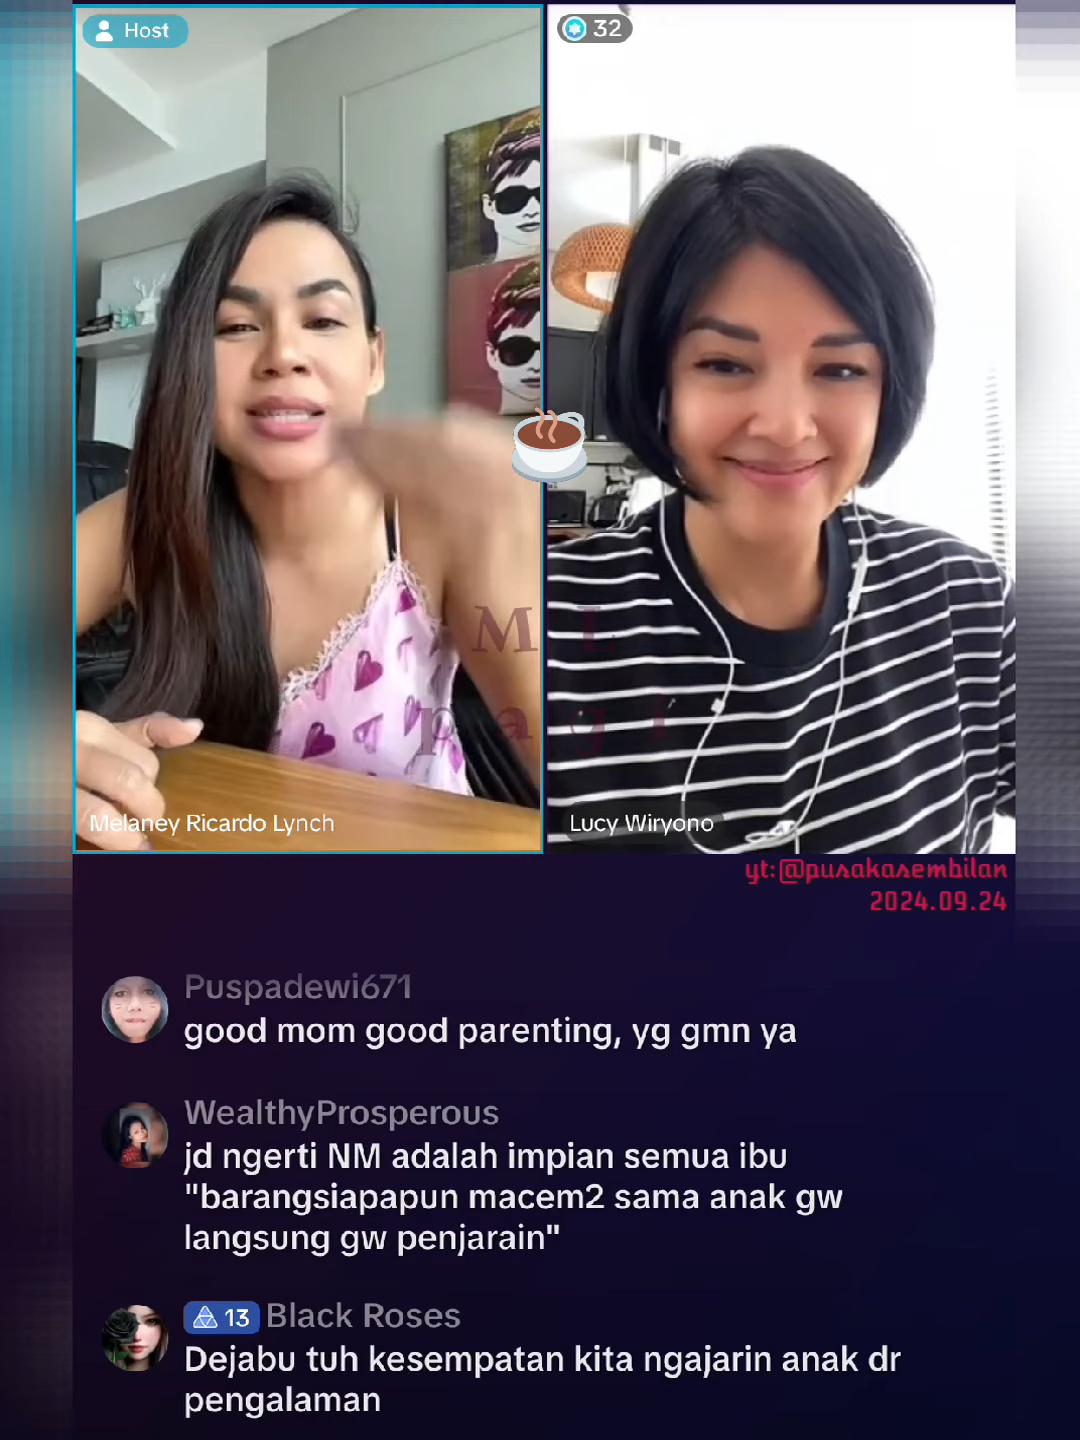 Host
32
M L
pagi
Melaney Ricardo Lynch
Lucy Wiryono
yt:@pusakasembilan
2024.09.24
Puspadewi671
good mom good parenting, yg gmn ya
WealthyProsperous
jd ngerti NM adalah impian semua ibu
"barangsiapapun macem2 sama anak gw
langsung gw penjarain"
13 Black Roses
Dejabu tuh kesempatan kita ngajarin anak dr
pengalaman